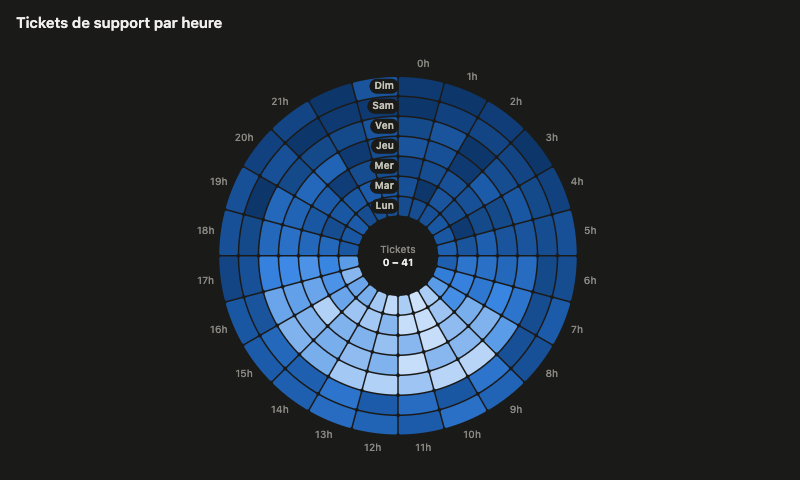 Tickets de support par heure
0h
1h
2h
3h
4h
5h
6h
7h
8h
9h
10h
11h
12h
13h
14h
15h
16h
17h
18h
19h
20h
21h
Dim
Sam
Ven
Jeu
Mer
Mar
Lun
Tickets
0 – 41